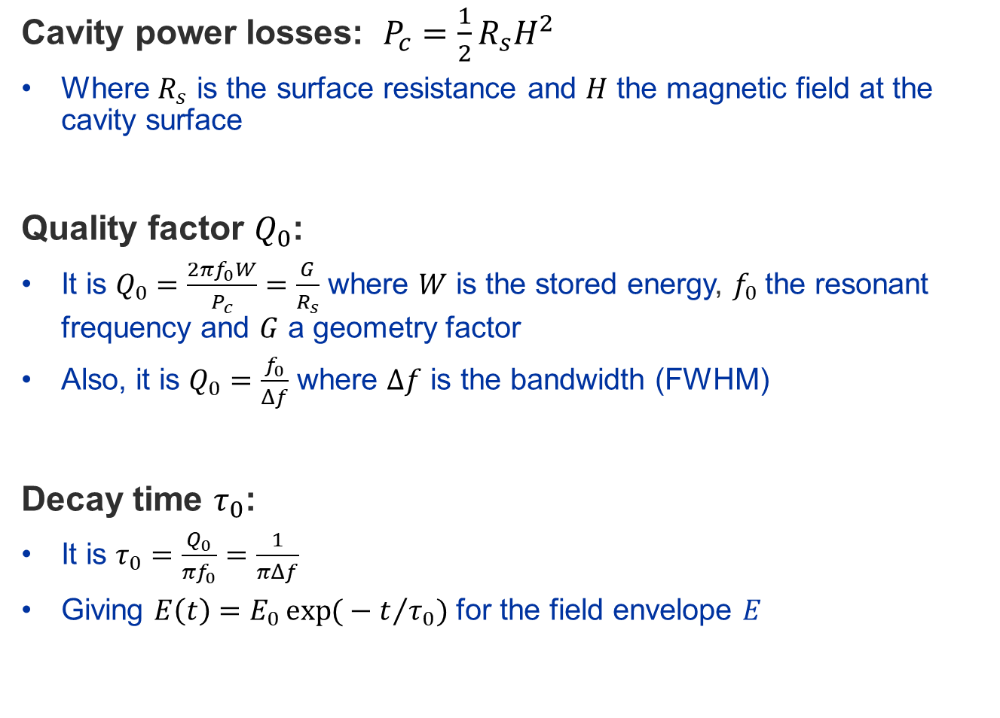 Cavity power losses: $P_c = \frac{1}{2} R_s H^2$
• Where $R_s$ is the surface resistance and $H$ the magnetic field at the
cavity surface
Quality factor $Q_0$:
• It is $Q_0 = \frac{2\pi f_0 W}{P_c} = \frac{G}{R_s}$ where $W$ is the stored energy, $f_0$ the resonant
frequency and $G$ a geometry factor
• Also, it is $Q_0 = \frac{f_0}{\Delta f}$ where $\Delta f$ is the bandwidth (FWHM)
Decay time $\tau_0$:
• It is $\tau_0 = \frac{Q_0}{\pi f_0} = \frac{1}{\pi \Delta f}$
• Giving $E(t) = E_0 \exp(-t/\tau_0)$ for the field envelope $E$